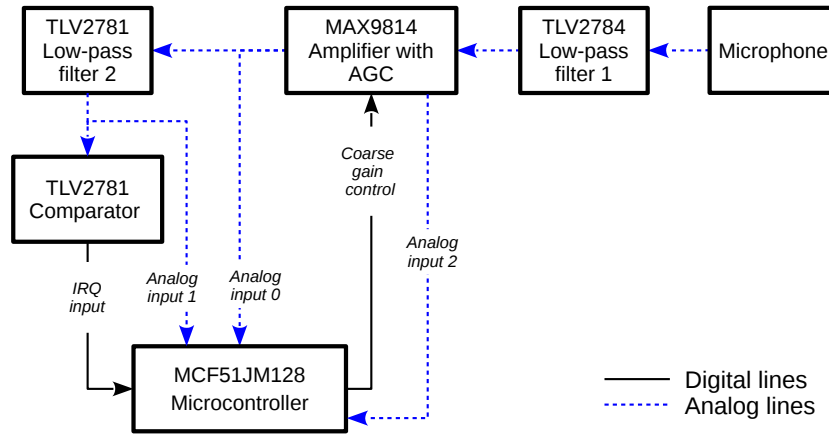 TLV2781
Low-pass
filter 2
MAX9814
Amplifier with
AGC
TLV2784
Low-pass
filter 1
Microphone
TLV2781
Comparator
Coarse
gain
control
IRQ
input
Analog
input 1
Analog
input 0
Analog
input 2
MCF51JM128
Microcontroller
Digital lines
Analog lines